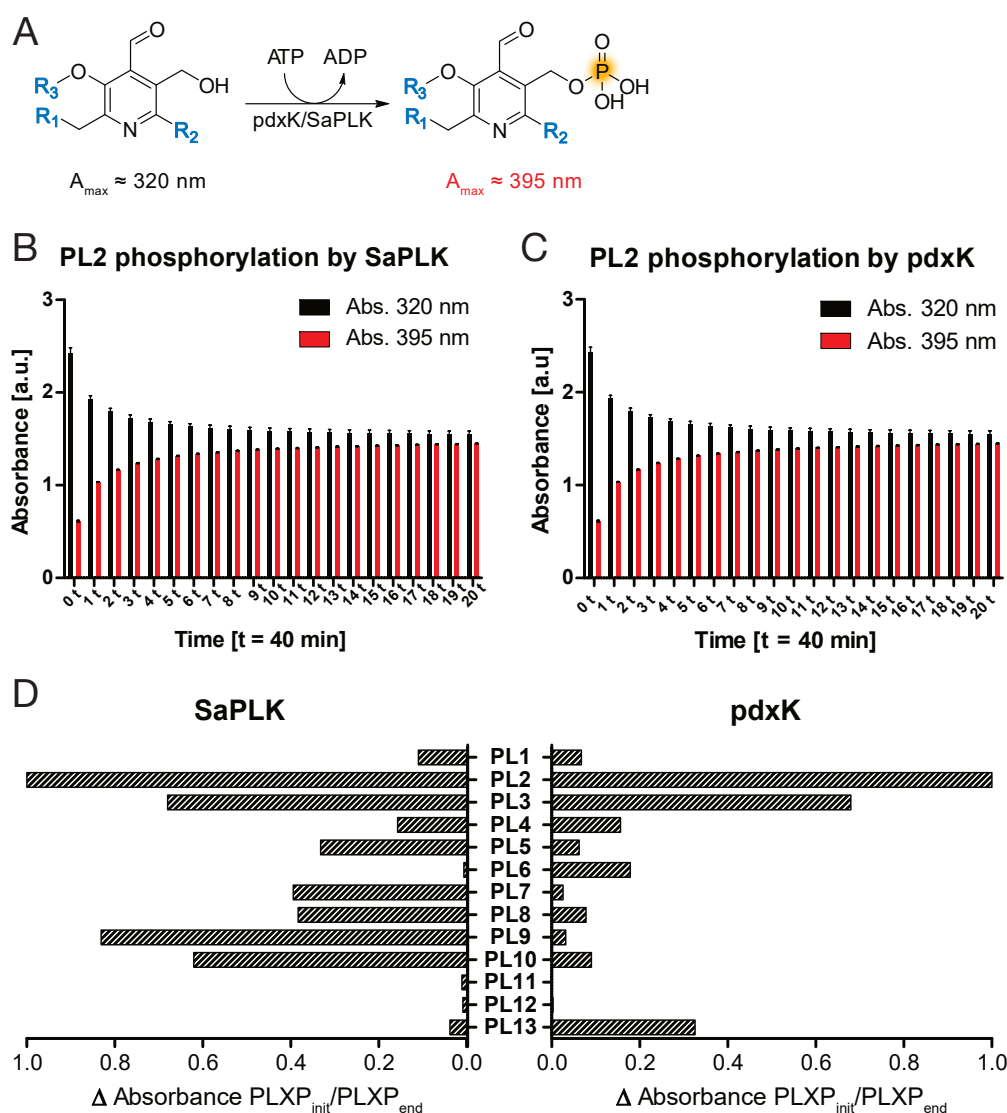 A
O
O
R3
OH
R1
N
R2
ATP
ADP
pdxK/SaPLK
O
O
R3
O
P
O
OH
OH
R1
N
R2
Amax ≈ 320 nm
Amax ≈ 395 nm
B
PL2 phosphorylation by SaPLK
Abs. 320 nm
Abs. 395 nm
Absorbance [a.u.]
3
2
1
0
0 t
1 t
2 t
3 t
4 t
5 t
6 t
7 t
8 t
9 t
10 t
11 t
12 t
13 t
14 t
15 t
16 t
17 t
18 t
19 t
20 t
Time [t = 40 min]
C
PL2 phosphorylation by pdxK
Abs. 320 nm
Abs. 395 nm
Absorbance [a.u]
3
2
1
0
0 t
1 t
2 t
3 t
4 t
5 t
6 t
7 t
8 t
9 t
10 t
11 t
12 t
13 t
14 t
15 t
16 t
17 t
18 t
19 t
20 t
Time [t = 40 min]
D
SaPLK
pdxK
PL1
PL2
PL3
PL4
PL5
PL6
PL7
PL8
PL9
PL10
PL11
PL12
PL13
1.0 0.8 0.6 0.4 0.2 0.0
0.0 0.2 0.4 0.6 0.8 1.0
Δ Absorbance PLXPinit/PLXPend
Δ Absorbance PLXPinit/PLXPend